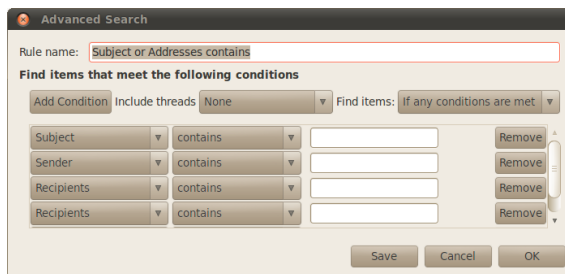 Advanced Search
Rule name: Subject or Addresses contains
Find items that meet the following conditions
Add Condition Include threads None Find items: If any conditions are met
Subject contains Remove
Sender contains Remove
Recipients contains Remove
Recipients contains Remove
Save Cancel OK